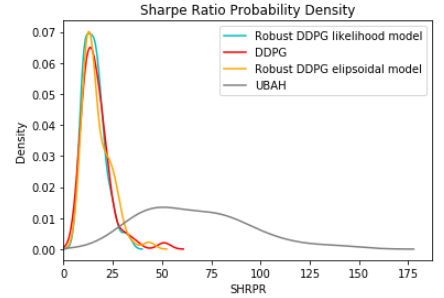 Sharpe Ratio Probability Density
Robust DDPG likelihood model
DDPG
Robust DDPG elipsoidal model
UBAH
0.07
0.06
0.05
0.04
0.03
0.02
0.01
0.00
Density
0 25 50 75 100 125 150 175
SHRPR